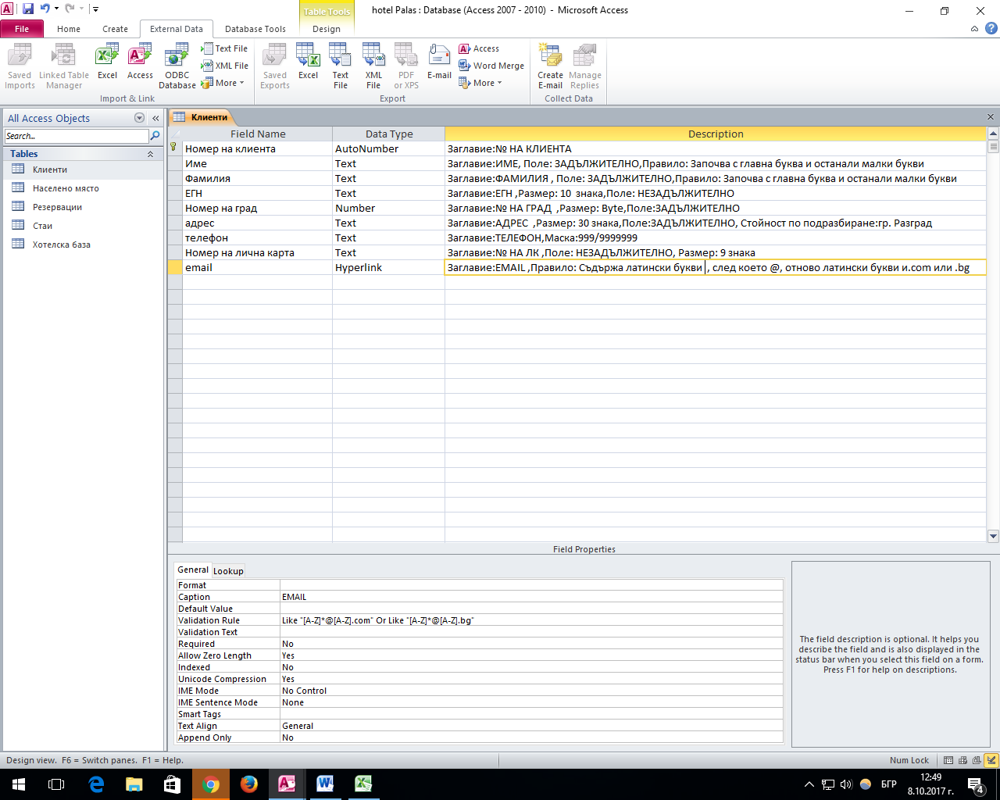 hotel Palas : Database (Access 2007 - 2010) - Microsoft Access
Table Tools
File Home Create External Data Database Tools Design
Saved Imports
Linked Table Manager
Excel
Access
ODBC Database
Text File
XML File
More
Import & Link
Saved Exports
Excel
Text File
XML File
PDF or XPS
E-mail
Access
Word Merge
More
Export
Create E-mail
Manage Replies
Collect Data
All Access Objects
Search...
Tables
Клиенти
Населено място
Резервации
Стаи
Хотелска база
Клиенти
Field Name Data Type Description
Номер на клиента AutoNumber Заглавие:№ НА КЛИЕНТА
Име Text Заглавие:ИМЕ, Поле: ЗАДЪЛЖИТЕЛНО,Правило: Започва с главна буква и останали малки букви
Фамилия Text Заглавие:ФАМИЛИЯ , Поле: ЗАДЪЛЖИТЕЛНО,Правило: Започва с главна буква и останали малки букви
ЕГН Text Заглавие:ЕГН ,Размер: 10 знака,Поле: НЕЗАДЪЛЖИТЕЛНО
Номер на град Number Заглавие:№ НА ГРАД ,Размер: Byte,Поле:ЗАДЪЛЖИТЕЛНО
адрес Text Заглавие:АДРЕС ,Размер: 30 знака,Поле:ЗАДЪЛЖИТЕЛНО, Стойност по подразбиране:гр. Разград
телефон Text Заглавие:ТЕЛЕФОН,Маска:999/9999999
Номер на лична карта Text Заглавие:№ НА ЛК ,Поле: НЕЗАДЪЛЖИТЕЛНО, Размер: 9 знака
email Hyperlink Заглавие:EMAIL ,Правило: Съдържа латински букви , след което @, отново латински букви и.com или .bg
Field Properties
General Lookup
Format
Caption EMAIL
Default Value
Validation Rule Like "[A-Z]*@[A-Z].com" Or Like "[A-Z]*@[A-Z].bg"
Validation Text
Required No
Allow Zero Length Yes
Indexed No
Unicode Compression Yes
IME Mode No Control
IME Sentence Mode None
Smart Tags
Text Align General
Append Only No
The field description is optional. It helps you
describe the field and is also displayed in the
status bar when you select this field on a form.
Press F1 for help on descriptions.
Design view. F6 = Switch panes. F1 = Help.
Num Lock
БГР
12:49
8.10.2017 г.
4